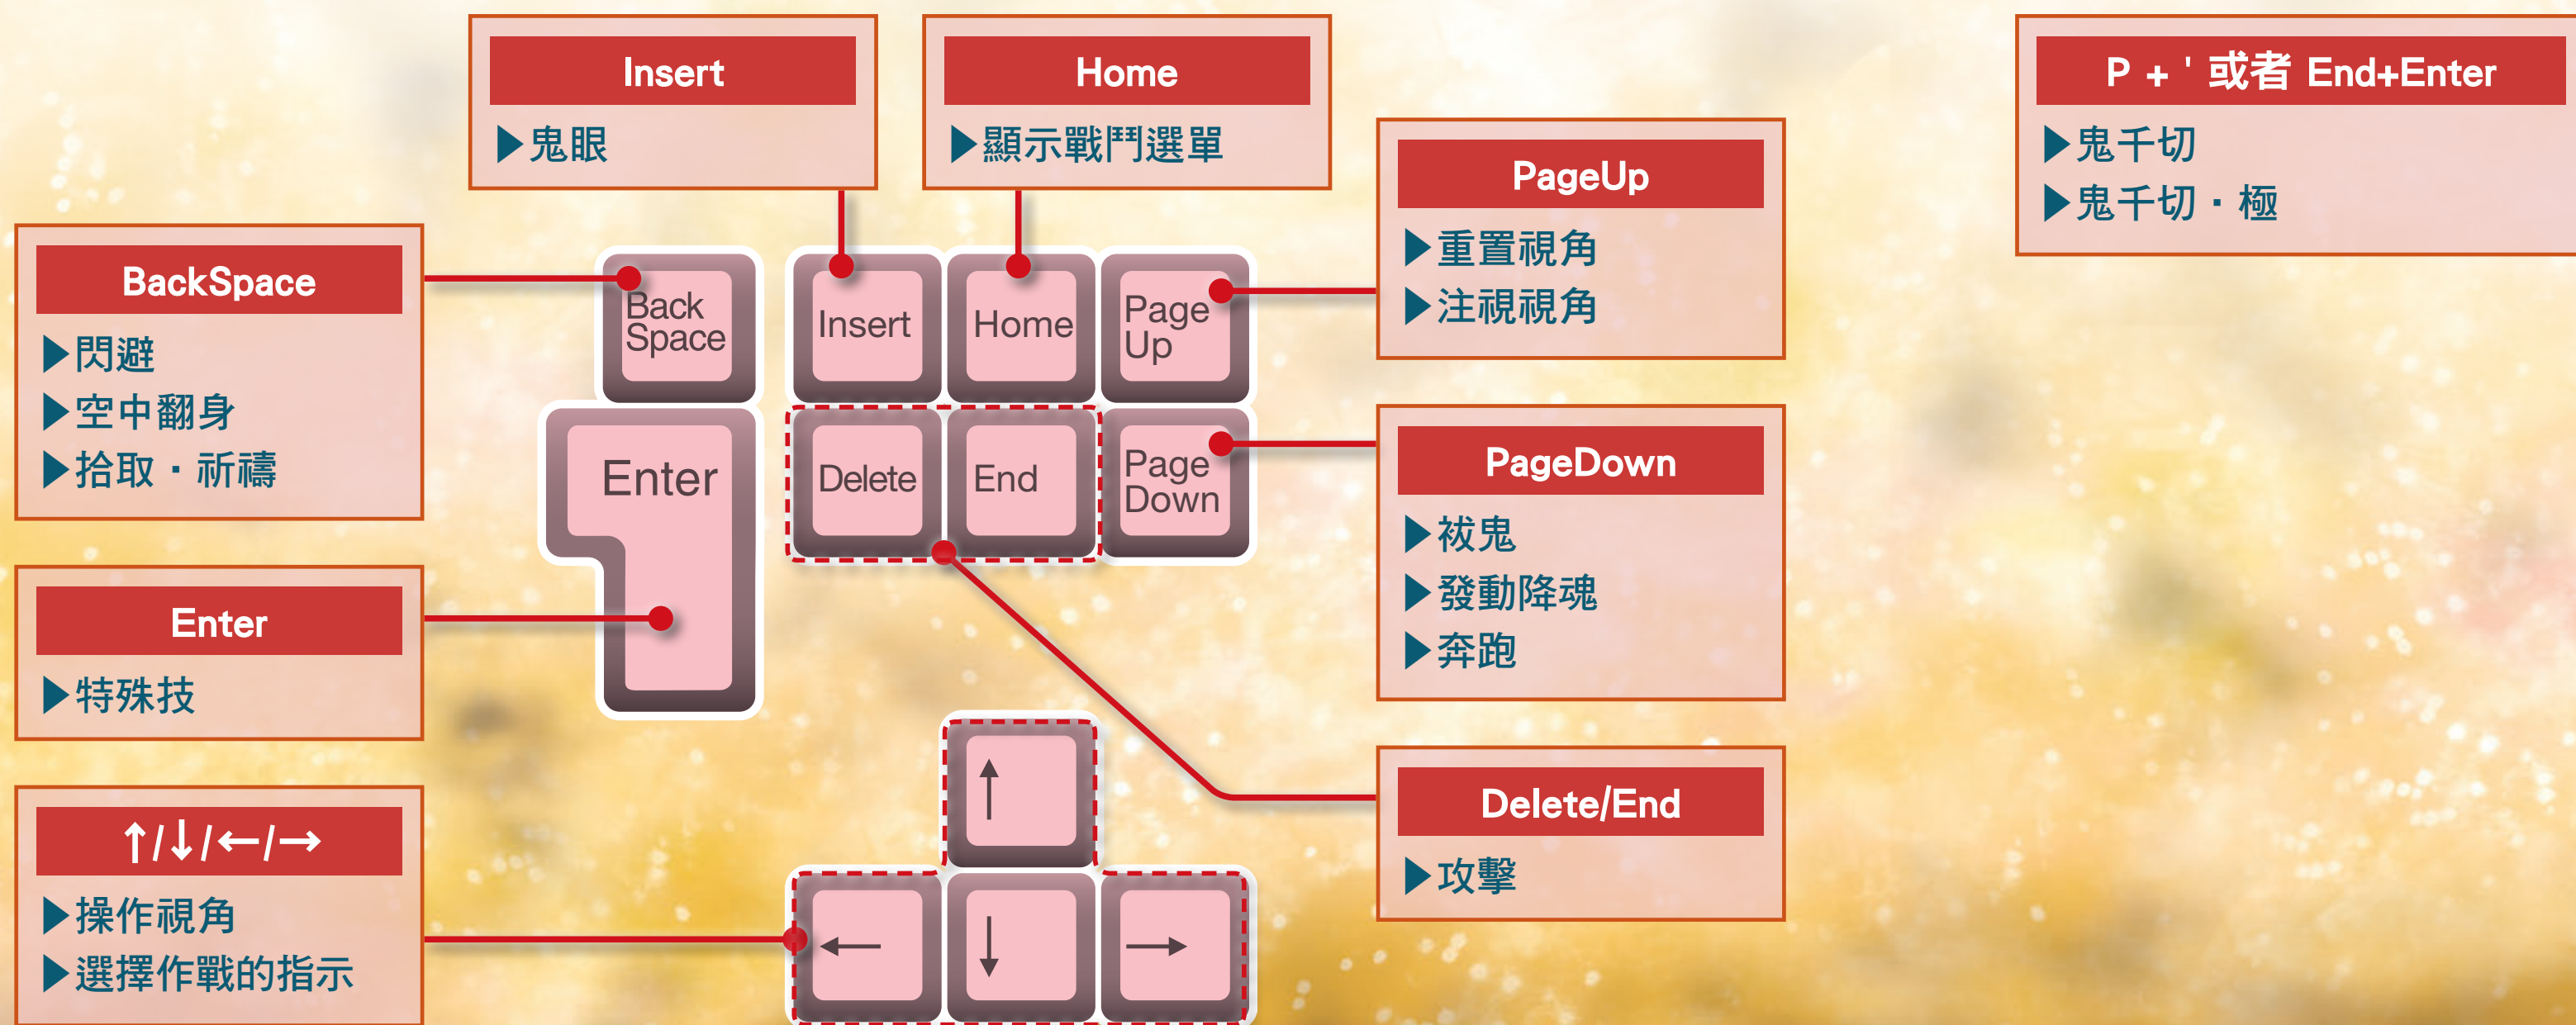 Insert
▶鬼眼
Home
▶顯示戰鬥選單
P + ' 或者 End+Enter
▶鬼千切
▶鬼千切・極
PageUp
▶重置視角
▶注視視角
BackSpace
▶閃避
▶空中翻身
▶拾取・祈禱
Back
Space
Insert
Home
Page
Up
Enter
Delete
End
Page
Down
PageDown
▶祓鬼
▶發動降魂
▶奔跑
Enter
▶特殊技
Delete/End
▶攻擊
↑/↓/←/→
▶操作視角
▶選擇作戰的指示
↑
←
↓
→